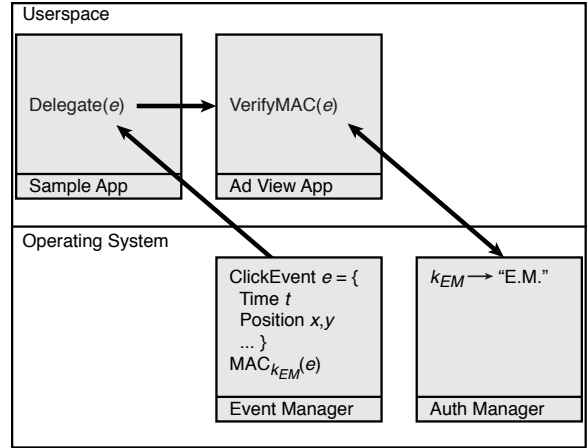 Userspace
Delegate(e)
VerifyMAC(e)
Sample App
Ad View App
Operating System
ClickEvent e = {
Time t
Position x,y
... }
MACkEM(e)
Event Manager
kEM → “E.M.”
Auth Manager